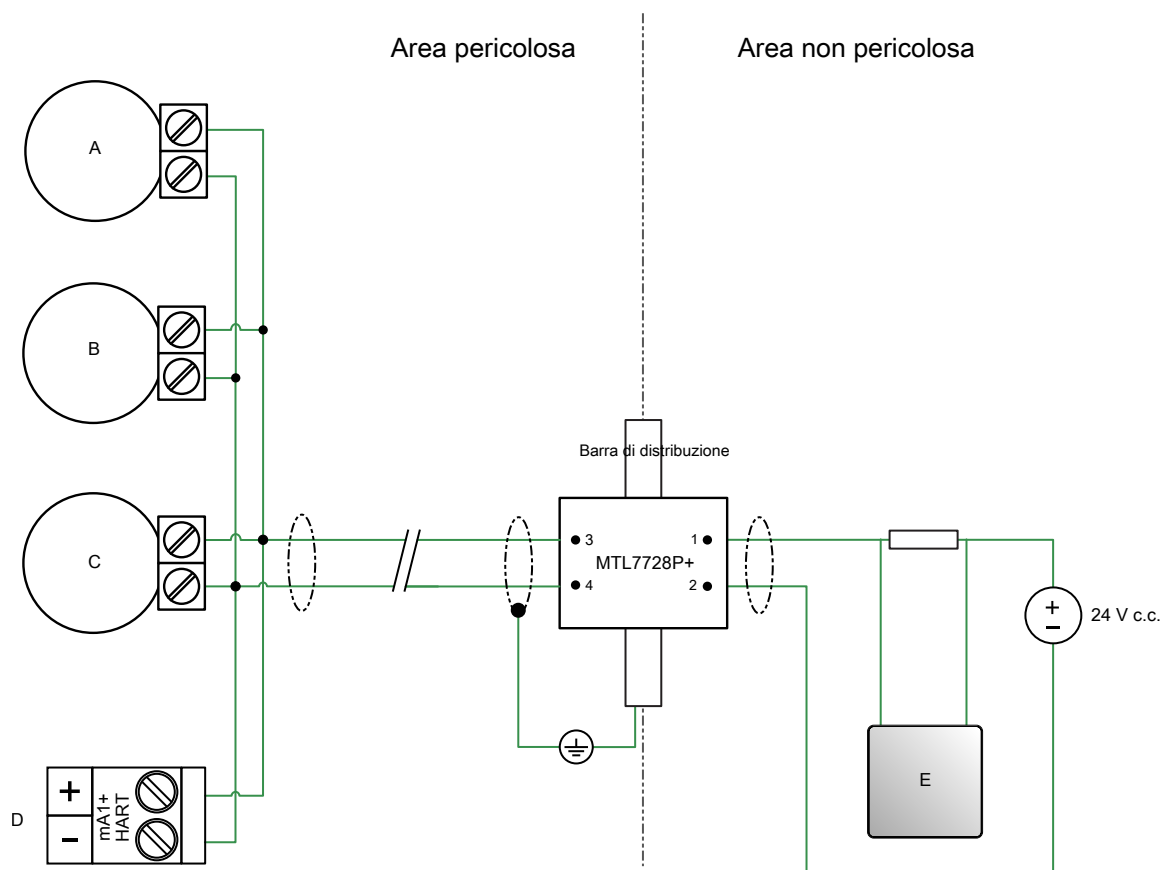 Area pericolosa
Area non pericolosa
A
B
Barra di distribuzione
C
3
1
MTL7728P+
4
2
+
−
24 V c.c.
D
+
-
mA1+
HART
E